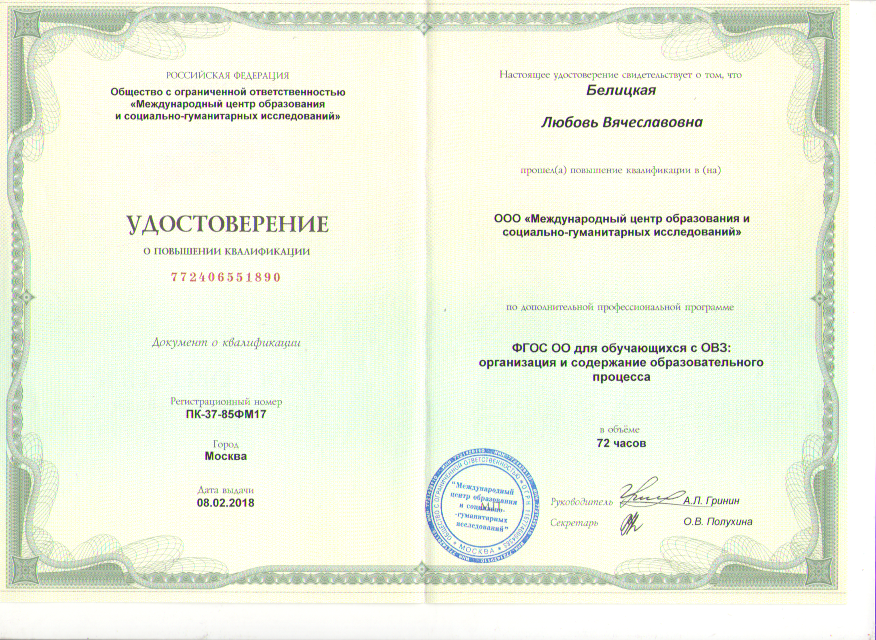 РОССИЙСКАЯ ФЕДЕРАЦИЯ
Общество с ограниченной ответственностью
«Международный центр образования
и социально-гуманитарных исследований»
УДОСТОВЕРЕНИЕ
О ПОВЫШЕНИИ КВАЛИФИКАЦИИ
772406551890
Документ о квалификации
Регистрационный номер
ПК-37-85ФМ17
Город
Москва
Дата выдачи
08.02.2018
Настоящее удостоверение свидетельствует о том, что
Белицкая
Любовь Вячеславовна
прошел(а) повышение квалификации в (на)
ООО «Международный центр образования и
социально-гуманитарных исследований»
по дополнительной профессиональной программе
ФГОС ОО для обучающихся с ОВЗ:
организация и содержание образовательного
процесса
в объёме
72 часов
Руководитель А.Л. Гринин
Секретарь О.В. Полухина
М.П.
"Международный
центр образования
и социально-
-гуманитарных
исследований"
ОБЩЕСТВО С ОГРАНИЧЕННОЙ ОТВЕТСТВЕННОСТЬЮ
МОСКВА